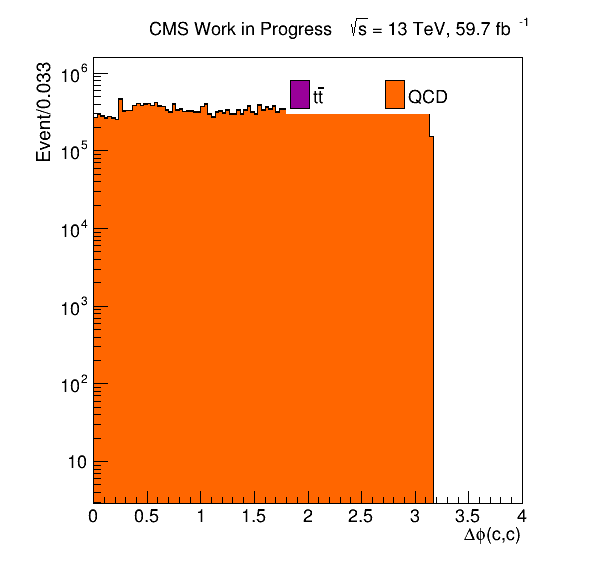 CMS Work in Progress √s = 13 TeV, 59.7 fb⁻¹
Event/0.033
10⁶
10⁵
10⁴
10³
10²
10
tt̄
QCD
0 0.5 1 1.5 2 2.5 3 3.5 4
Δϕ(c,c)